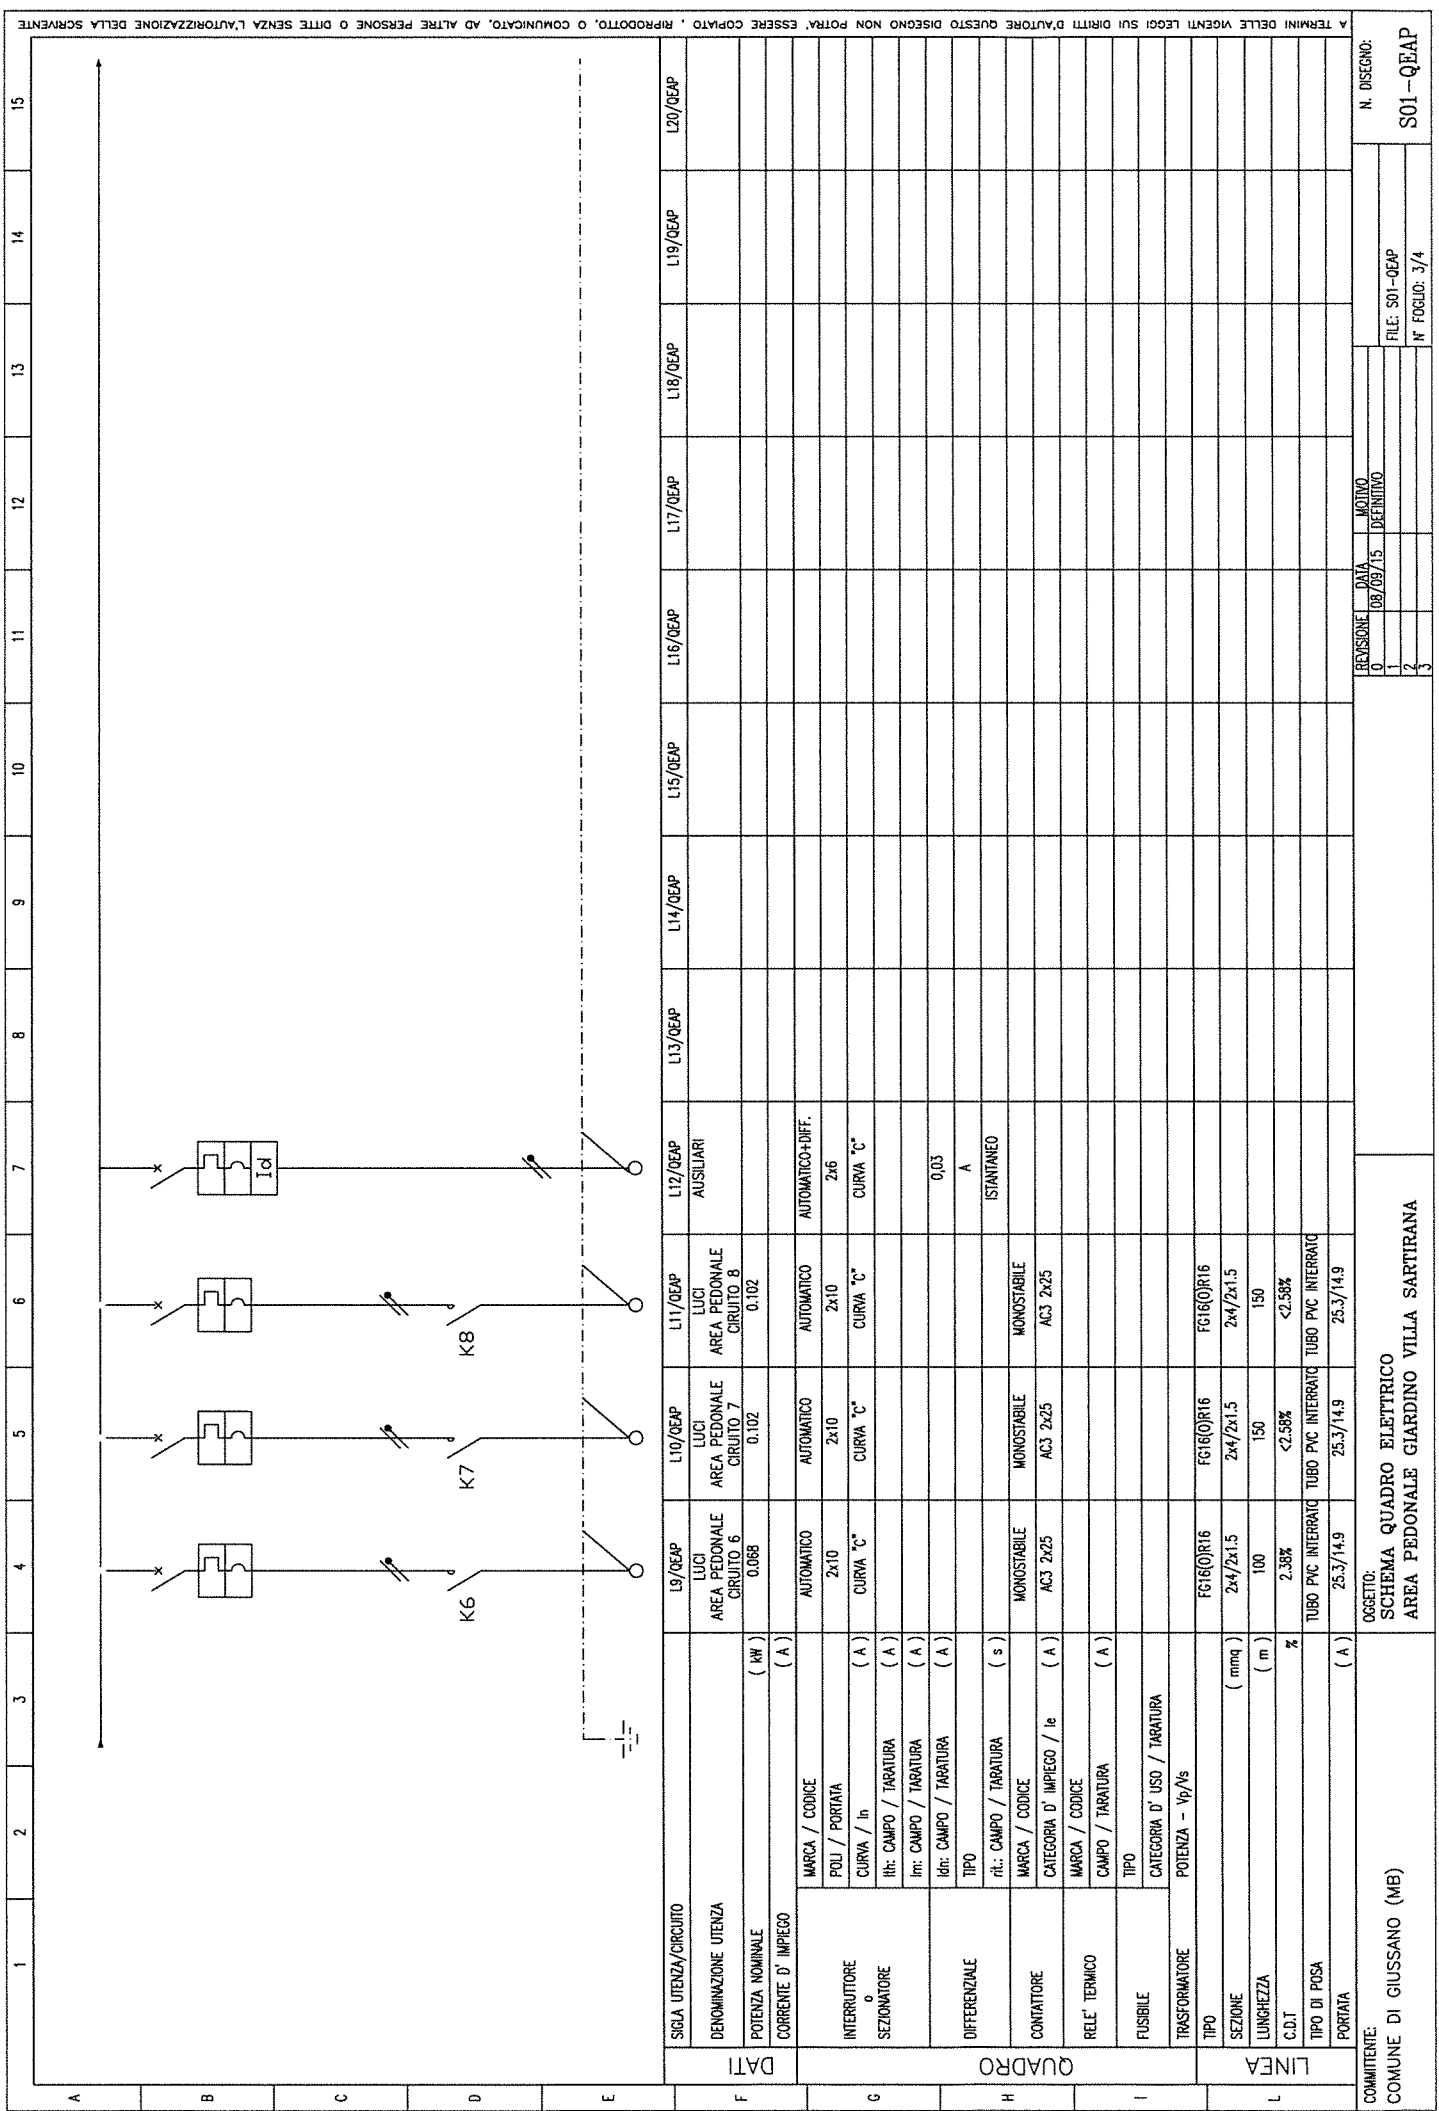 1 2 3 4 5 6 7 8 9 10 11 12 13 14 15
A
B
C
D
E
F
G
H
I
L
K6 K7 K8
Id
SIGLA UTENZA/CIRCUITO L9/QEAP L10/QEAP L11/QEAP L12/QEAP L13/QEAP L14/QEAP L15/QEAP L16/QEAP L17/QEAP L18/QEAP L19/QEAP L20/QEAP
DATI
DENOMINAZIONE UTENZA
LUCI LUCI LUCI AUSILIARI
AREA PEDONALE AREA PEDONALE AREA PEDONALE
CIRUITO 6 CIRUITO 7 CIRUITO 8
POTENZA NOMINALE ( kW ) 0.068 0.102 0.102
CORRENTE D' IMPIEGO ( A )
QUADRO
INTERRUTTORE
o
SEZIONATORE
MARCA / CODICE AUTOMATICO AUTOMATICO AUTOMATICO AUTOMATICO+DIFF.
POLI / PORTATA 2x10 2x10 2x10 2x6
CURVA / In ( A ) CURVA "C" CURVA "C" CURVA "C" CURVA "C"
Ith: CAMPO / TARATURA ( A )
Im: CAMPO / TARATURA ( A )
DIFFERENZIALE
Idn: CAMPO / TARATURA ( A ) 0,03
TIPO A
rit.: CAMPO / TARATURA ( s ) ISTANTANEO
CONTATTORE
MARCA / CODICE MONOSTABILE MONOSTABILE MONOSTABILE
CATEGORIA D' IMPIEGO / Ie ( A ) AC3 2x25 AC3 2x25 AC3 2x25
RELE' TERMICO
MARCA / CODICE
CAMPO / TARATURA ( A )
FUSIBILE
TIPO
CATEGORIA D' USO / TARATURA
TRASFORMATORE POTENZA - Vp/Vs
LINEA
TIPO FG16(O)R16 FG16(O)R16 FG16(O)R16
SEZIONE ( mmq ) 2x4/2x1.5 2x4/2x1.5 2x4/2x1.5
LUNGHEZZA ( m ) 100 150 150
C.D.T % 2.38% <2.58% <2.58%
TIPO DI POSA TUBO PVC INTERRATO TUBO PVC INTERRATO TUBO PVC INTERRATO
PORTATA ( A ) 25.3/14.9 25.3/14.9 25.3/14.9
COMMITTENTE:
COMUNE DI GIUSSANO (MB)
OGGETTO:
SCHEMA QUADRO ELETTRICO
AREA PEDONALE GIARDINO VILLA SARTIRANA
REVISIONE DATA MOTIVO
0 08/09/15 DEFINITIVO
1
2
3
FILE: S01-QEAP
N° FOGLIO: 3/4
N. DISEGNO:
S01-QEAP
A TERMINI DELLE VIGENTI LEGGI SUI DIRITTI D'AUTORE QUESTO DISEGNO NON POTRA' ESSERE COPIATO , RIPRODOTTO, O COMUNICATO, AD ALTRE PERSONE O DITTE SENZA L'AUTORIZZAZIONE DELLA SCRIVENTE